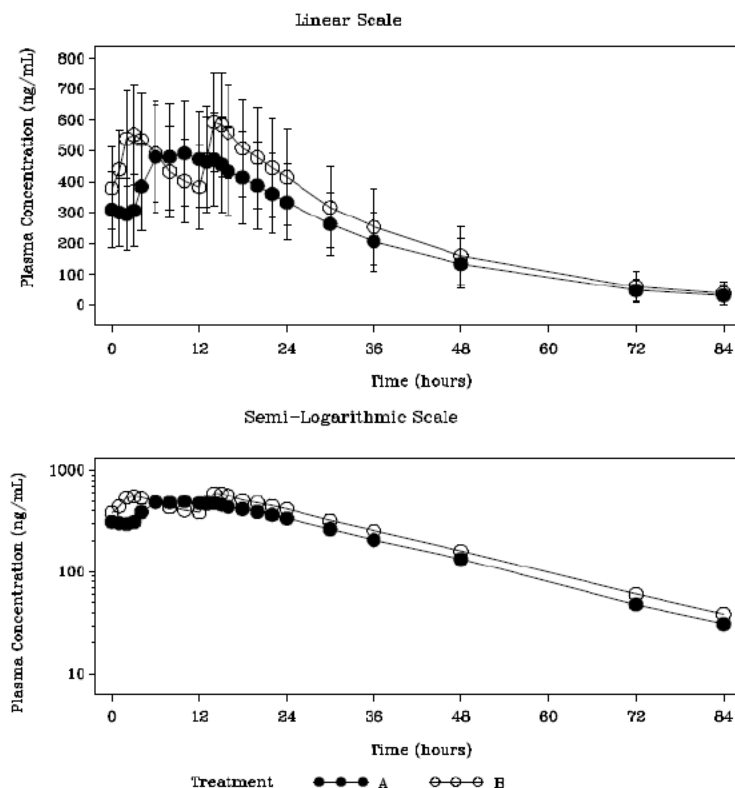 Linear Scale
Plasma Concentration (ng/mL)
800
700
600
500
400
300
200
100
0
0 12 24 36 48 60 72 84
Time (hours)
Semi-Logarithmic Scale
Plasma Concentration (ng/mL)
1000
100
10
0 12 24 36 48 60 72 84
Time (hours)
Treatment A B